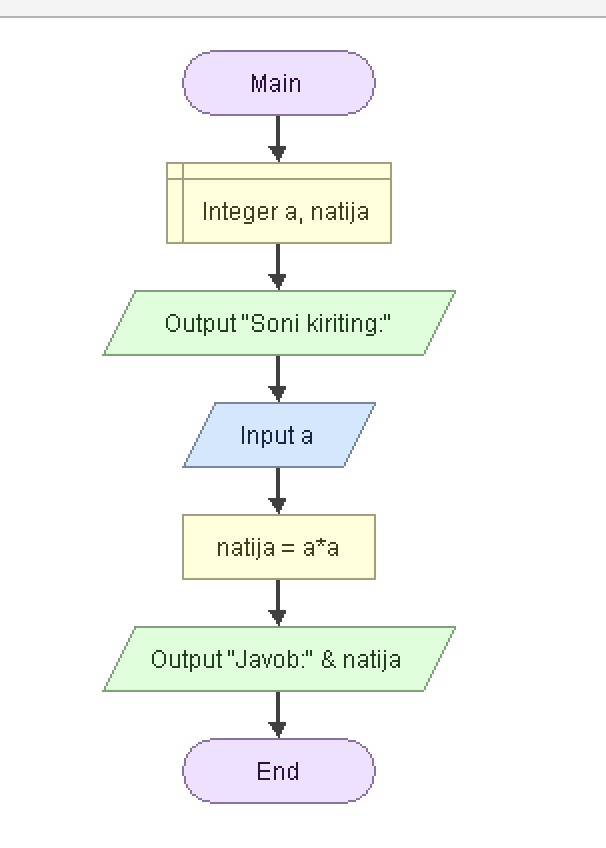 Main
Integer a, natija
Output "Soni kiriting:"
Input a
natija = a*a
Output "Javob:" & natija
End